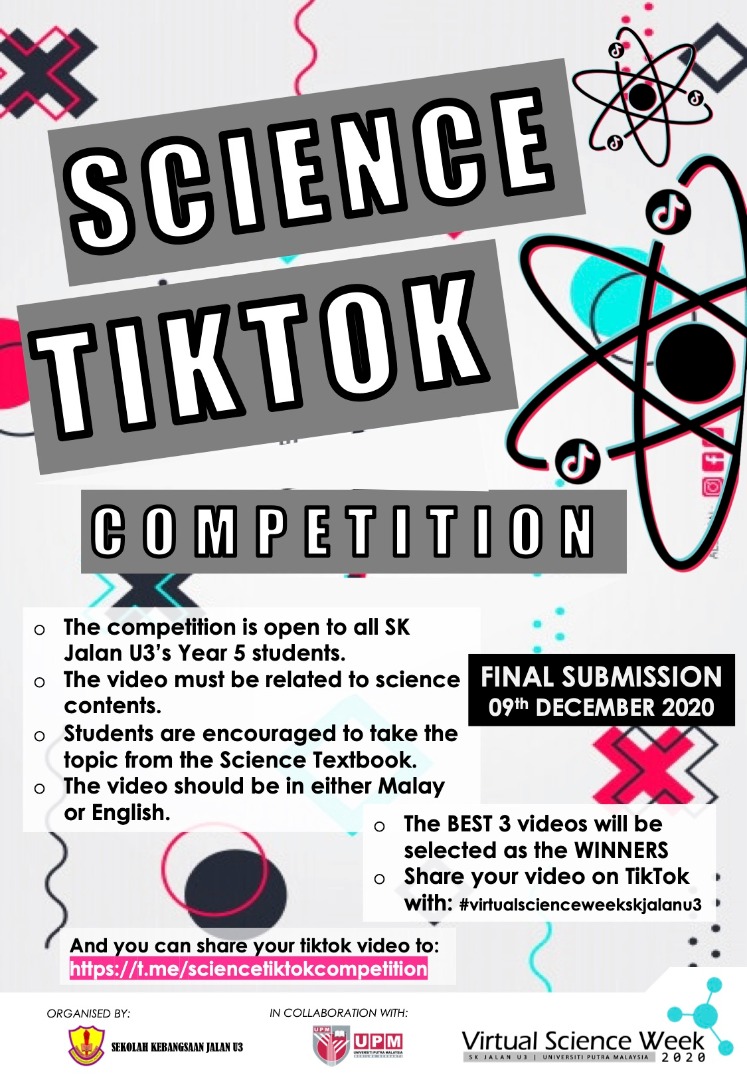 SCIENCE
TIKTOK
COMPETITION
o The competition is open to all SK
Jalan U3's Year 5 students.
o The video must be related to science
contents.
o Students are encouraged to take the
topic from the Science Textbook.
o The video should be in either Malay
or English.
FINAL SUBMISSION
09th DECEMBER 2020
o The BEST 3 videos will be
selected as the WINNERS
o Share your video on TikTok
with: #virtualscienceweekskjalanu3
And you can share your tiktok video to:
https://t.me/sciencetiktokcompetition
ORGANISED BY:
SEKOLAH KEBANGSAAN JALAN U3
IN COLLABORATION WITH:
UPM
UPM
UNIVERSITI PUTRA MALAYSIA
Virtual Science Week
SK JALAN U3 | UNIVERSITI PUTRA MALAYSIA 2020